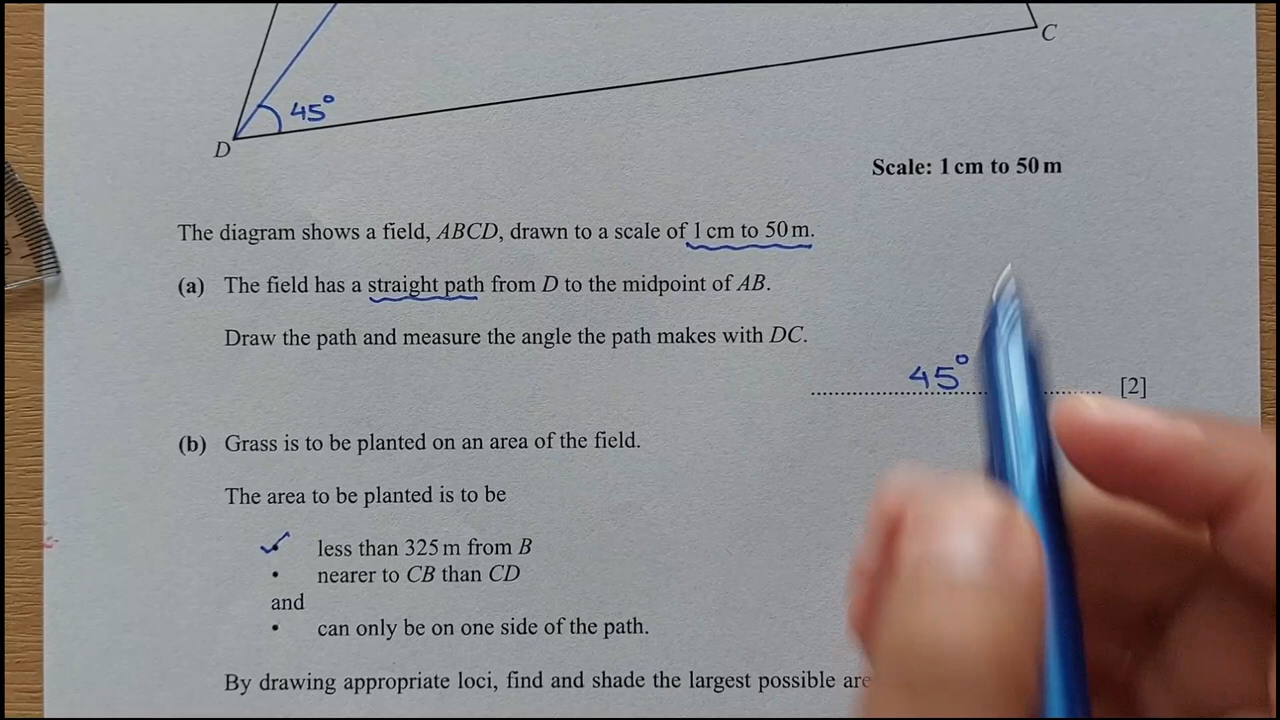 C
45°
D
Scale: 1 cm to 50 m
The diagram shows a field, ABCD, drawn to a scale of 1 cm to 50 m.
(a) The field has a straight path from D to the midpoint of AB.
Draw the path and measure the angle the path makes with DC.
45° [2]
(b) Grass is to be planted on an area of the field.
The area to be planted is to be
• less than 325 m from B
• nearer to CB than CD
and
• can only be on one side of the path.
By drawing appropriate loci, find and shade the largest possible